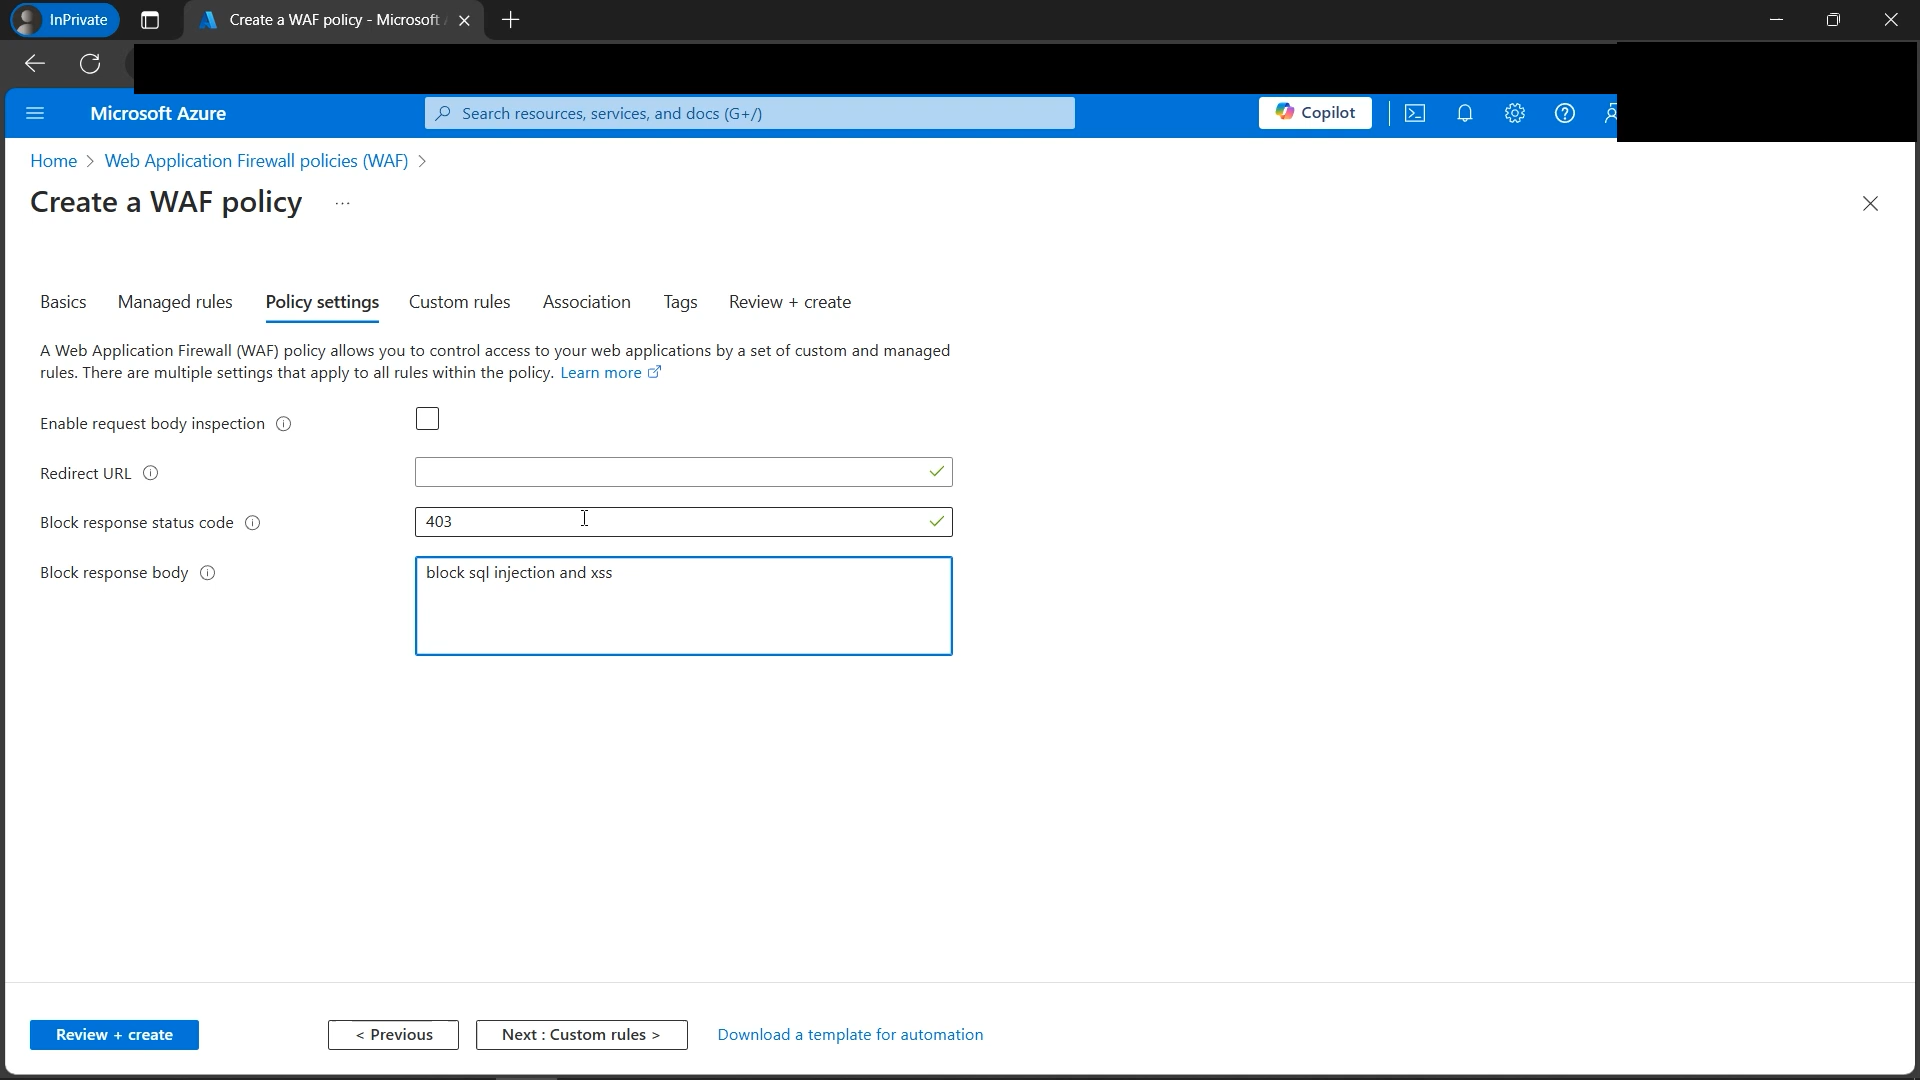 InPrivate
Create a WAF policy - Microsoft
Microsoft Azure
Search resources, services, and docs (G+/)
Copilot
Home > Web Application Firewall policies (WAF) >
Create a WAF policy ...
Basics Managed rules Policy settings Custom rules Association Tags Review + create
A Web Application Firewall (WAF) policy allows you to control access to your web applications by a set of custom and managed
rules. There are multiple settings that apply to all rules within the policy. Learn more
Enable request body inspection
Redirect URL
Block response status code 403
Block response body block sql injection and xss
Review + create < Previous Next : Custom rules > Download a template for automation